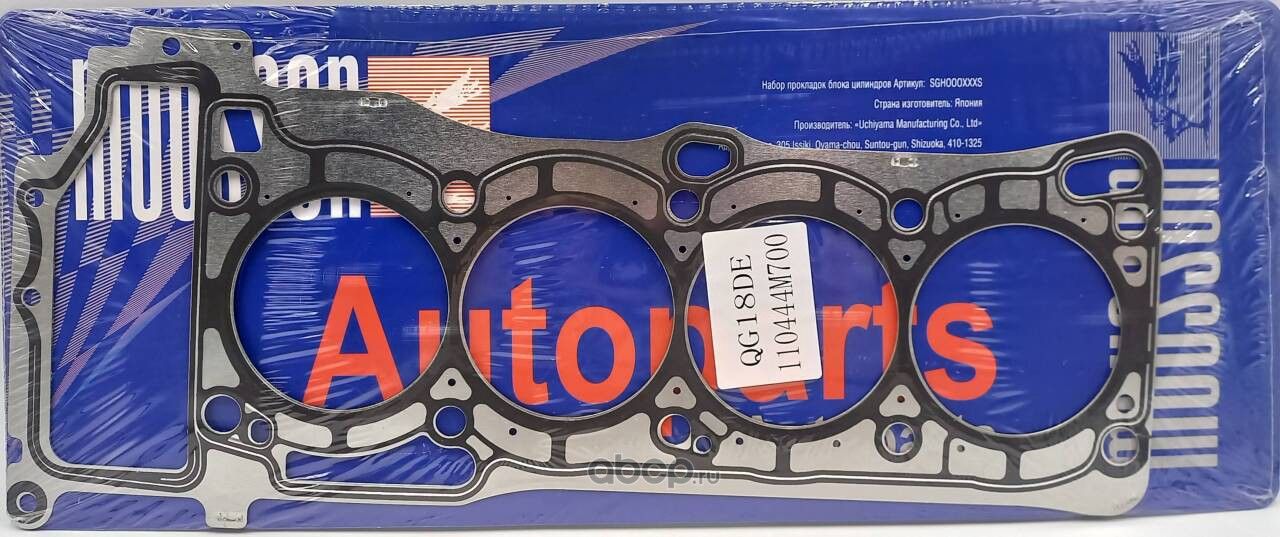 Набор прокладок блока цилиндров Артикул: SGHOOOXXXS
Страна изготовитель: Япония
Производитель: «Uchiyama Manufacturing Co., Ltd»
305 Issiki, Oyama-chou, Suntou-gun, Shizuoka, 410-1325
Autoparts
QG18DE
110444M700
abcp.ru